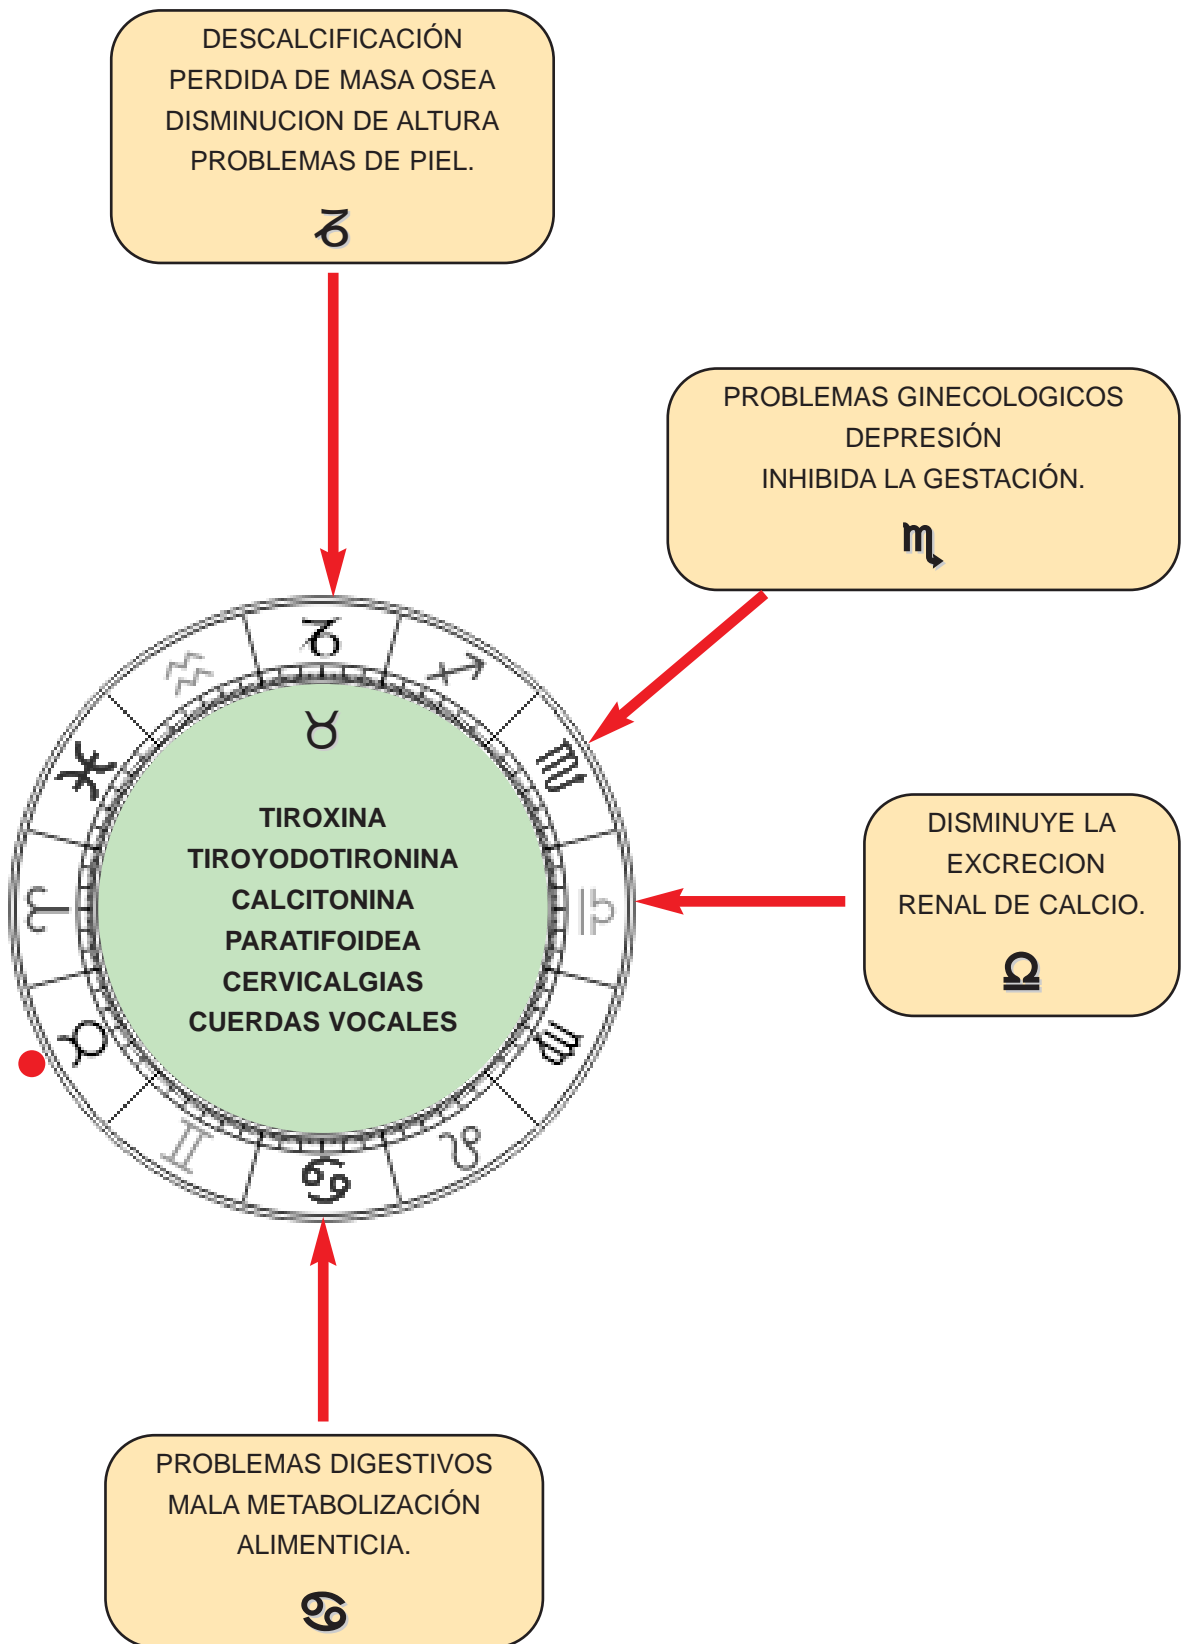 DESCALCIFICACIÓN
PERDIDA DE MASA OSEA
DISMINUCION DE ALTURA
PROBLEMAS DE PIEL.
♑
PROBLEMAS GINECOLOGICOS
DEPRESIÓN
INHIBIDA LA GESTACIÓN.
♏
♉
TIROXINA
TIROYODOTIRONINA
CALCITONINA
PARATIFOIDEA
CERVICALGIAS
CUERDAS VOCALES
DISMINUYE LA
EXCRECION
RENAL DE CALCIO.
♎
PROBLEMAS DIGESTIVOS
MALA METABOLIZACIÓN
ALIMENTICIA.
♋